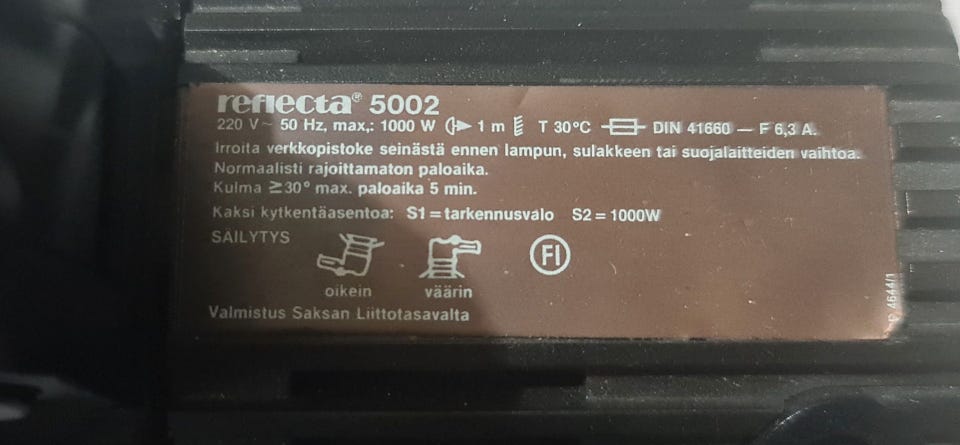 reflecta® 5002
220 V ~ 50 Hz, max,: 1000 W 1 m T 30°C DIN 41660 — F 6,3 A.
Irroita verkkopistoke seinästä ennen lampun, sulakkeen tai suojalaitteiden vaihtoa.
Normaalisti rajoittamaton paloaika.
Kulma ≥30° max. paloaika 5 min.
Kaksi kytkentäasentoa: S1 = tarkennusvalo S2 = 1000W
SÄILYTYS
FI
oikein väärin
Valmistus Saksan Liittotasavalta
4644/1